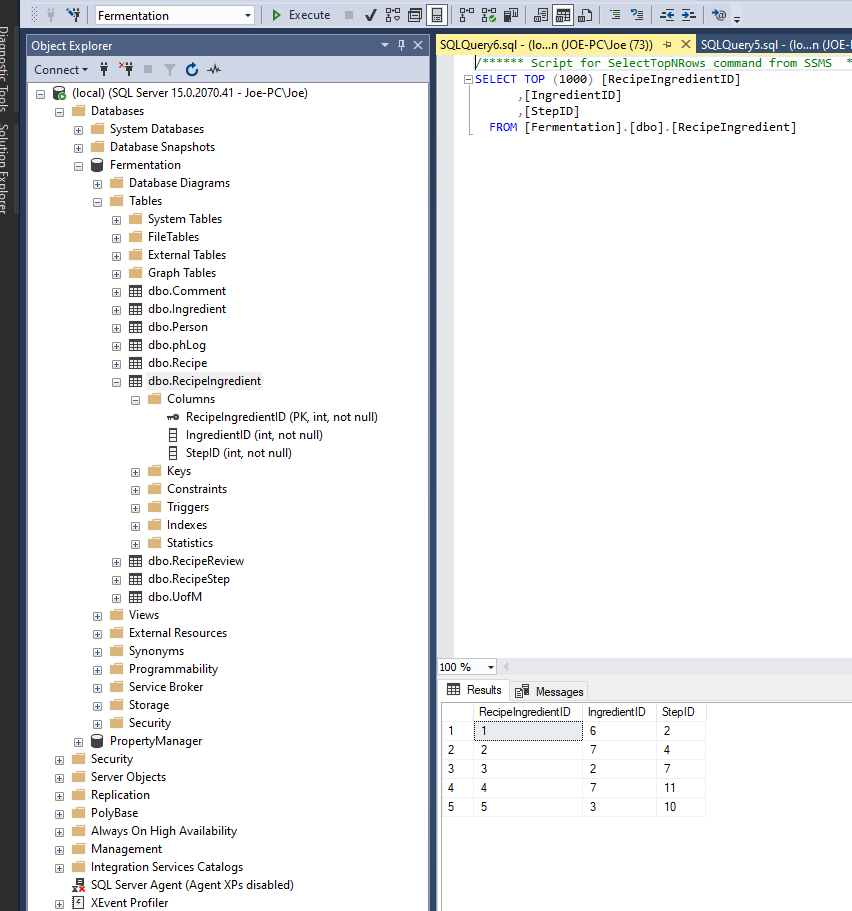 Diagnostic Tools
Solution Explorer
Fermentation
Execute
Object Explorer
Connect
(local) (SQL Server 15.0.2070.41 - Joe-PC\Joe)
Databases
System Databases
Database Snapshots
Fermentation
Database Diagrams
Tables
System Tables
FileTables
External Tables
Graph Tables
dbo.Comment
dbo.Ingredient
dbo.Person
dbo.phLog
dbo.Recipe
dbo.RecipeIngredient
Columns
RecipeIngredientID (PK, int, not null)
IngredientID (int, not null)
StepID (int, not null)
Keys
Constraints
Triggers
Indexes
Statistics
dbo.RecipeReview
dbo.RecipeStep
dbo.UofM
Views
External Resources
Synonyms
Programmability
Service Broker
Storage
Security
PropertyManager
Security
Server Objects
Replication
PolyBase
Always On High Availability
Management
Integration Services Catalogs
SQL Server Agent (Agent XPs disabled)
XEvent Profiler
SQLQuery6.sql - (lo...n (JOE-PC\Joe (73)) SQLQuery5.sql - (lo...n (JOE-
/****** Script for SelectTopNRows command from SSMS *
SELECT TOP (1000) [RecipeIngredientID]
,[IngredientID]
,[StepID]
FROM [Fermentation].[dbo].[RecipeIngredient]
100 %
Results Messages
RecipeIngredientID IngredientID StepID
1 1 6 2
2 2 7 4
3 3 2 7
4 4 7 11
5 5 3 10